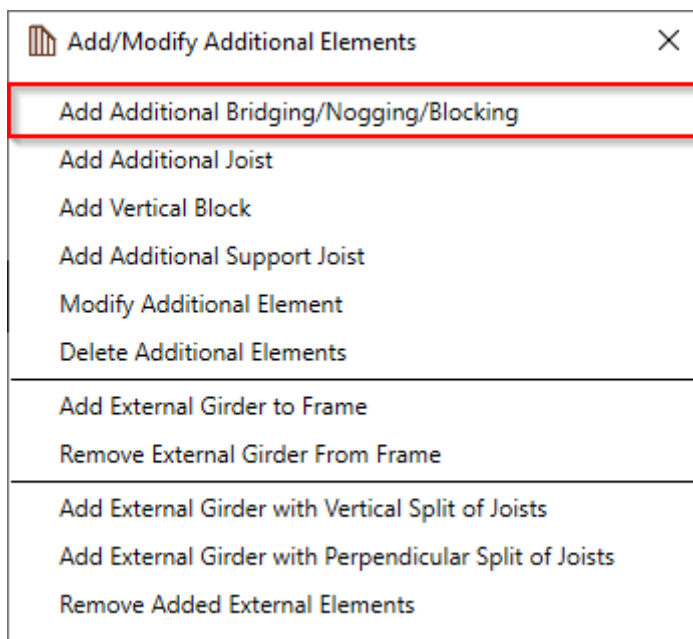 Add/Modify Additional Elements
Add Additional Bridging/Nogging/Blocking
Add Additional Joist
Add Vertical Block
Add Additional Support Joist
Modify Additional Element
Delete Additional Elements
Add External Girder to Frame
Remove External Girder From Frame
Add External Girder with Vertical Split of Joists
Add External Girder with Perpendicular Split of Joists
Remove Added External Elements